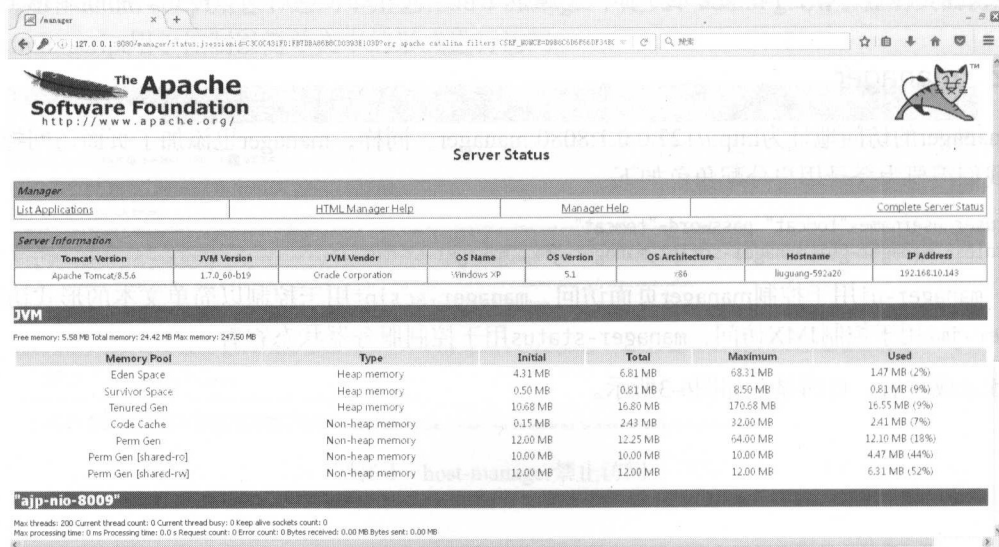 /manager
127.0.0.1:8080/manager/status;jsessionid=
搜索
The Apache
Software Foundation
http://www.apache.org/
TM
Server Status
Manager
List Applications HTML Manager Help Manager Help Complete Server Status
Server Information
Tomcat Version JVM Version JVM Vendor OS Name OS Version OS Architecture Hostname IP Address
Apache Tomcat/8.5.6 1.7.0_60-b19 Oracle Corporation Windows XP 5.1 x86 liuguang-592a20 192.168.10.143
JVM
Free memory: 5.58 MB Total memory: 24.42 MB Max memory: 247.50 MB
Memory Pool Type Initial Total Maximum Used
Eden Space Heap memory 4.31 MB 6.81 MB 68.31 MB 1.47 MB (2%)
Survivor Space Heap memory 0.50 MB 0.81 MB 8.50 MB 0.81 MB (9%)
Tenured Gen Heap memory 10.68 MB 16.80 MB 170.68 MB 16.55 MB (9%)
Code Cache Non-heap memory 0.15 MB 2.43 MB 32.00 MB 2.41 MB (7%)
Perm Gen Non-heap memory 12.00 MB 12.25 MB 64.00 MB 12.10 MB (18%)
Perm Gen [shared-ro] Non-heap memory 10.00 MB 10.00 MB 10.00 MB 4.47 MB (44%)
Perm Gen [shared-rw] Non-heap memory 12.00 MB 12.00 MB 12.00 MB 6.31 MB (52%)
"ajp-nio-8009"
Max threads: 200 Current thread count: 0 Current thread busy: 0 Keep alive sockets count: 0
Max processing time: 0 ms Processing time: 0.0 s Request count: 0 Error count: 0 Bytes received: 0.00 MB Bytes sent: 0.00 MB